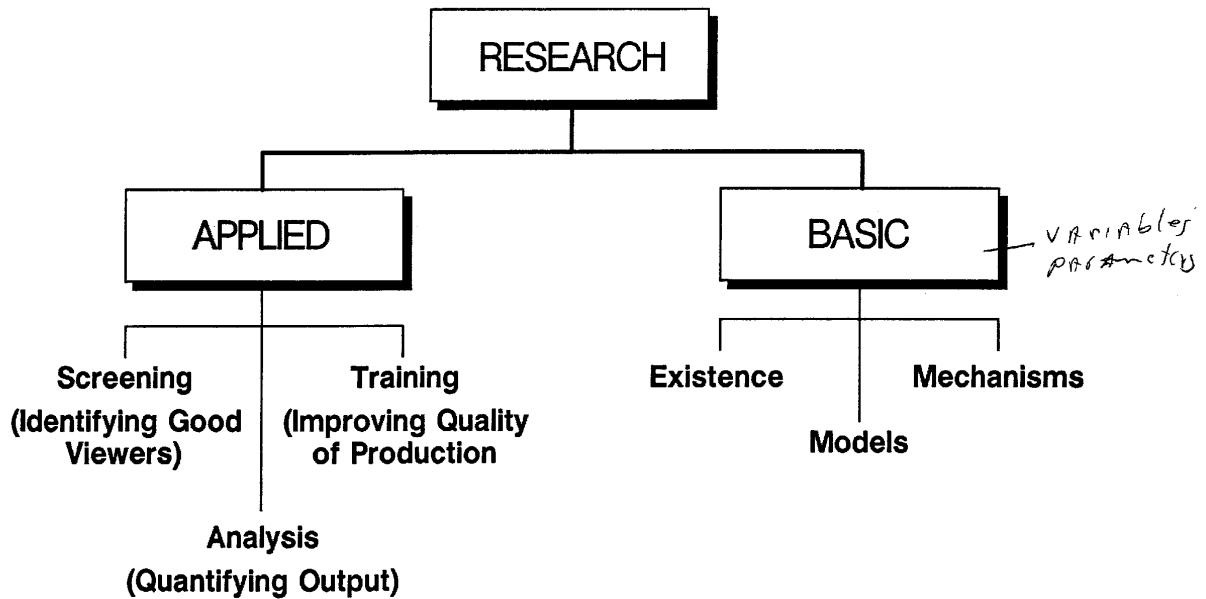 RESEARCH
APPLIED
BASIC
variables
parameters
Screening
(Identifying Good
Viewers)
Training
(Improving Quality
of Production
Analysis
(Quantifying Output)
Existence
Mechanisms
Models